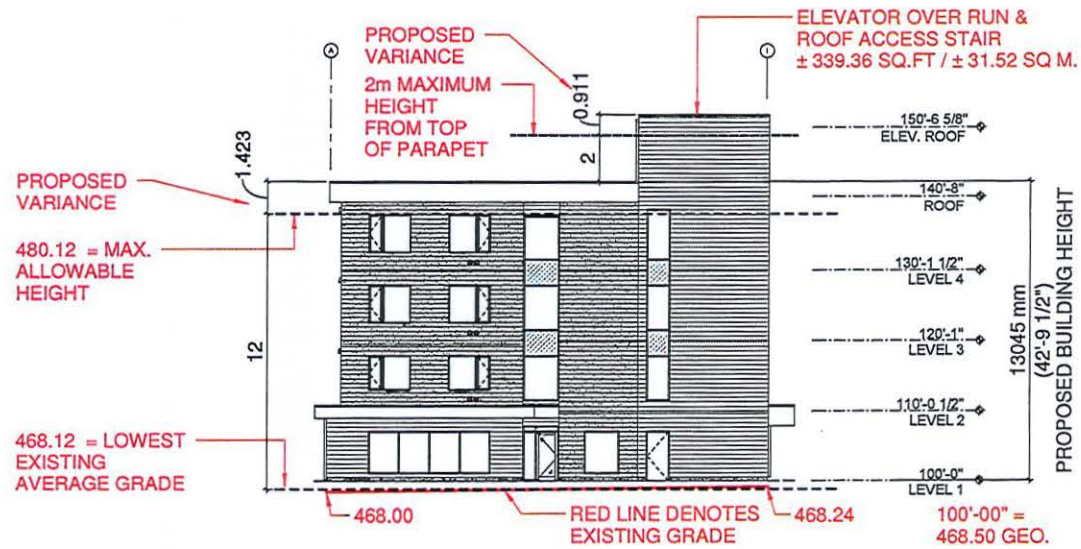 ELEVATOR OVER RUN &
ROOF ACCESS STAIR
± 339.36 SQ.FT / ± 31.52 SQ M.
A
PROPOSED
VARIANCE
I
2m MAXIMUM
HEIGHT
FROM TOP
OF PARAPET
0.911
2
150'-6 5/8"
ELEV. ROOF
1.423
PROPOSED
VARIANCE
140'-8"
ROOF
480.12 = MAX.
ALLOWABLE
HEIGHT
130'-1 1/2"
LEVEL 4
12
120'-1"
LEVEL 3
13045 mm
(42'-9 1/2")
PROPOSED BUILDING HEIGHT
110'-0 1/2"
LEVEL 2
468.12 = LOWEST
EXISTING
AVERAGE GRADE
100'-0"
LEVEL 1
468.00
RED LINE DENOTES
EXISTING GRADE
468.24
100'-00" =
468.50 GEO.